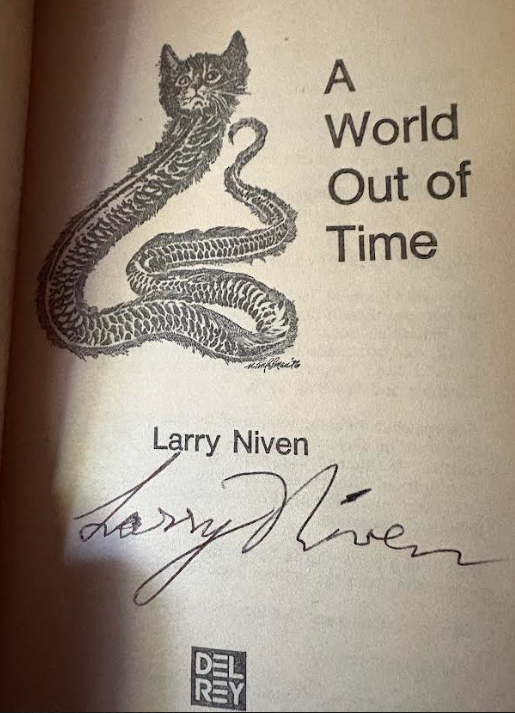 A
World
Out of
Time
Larry Niven
Larry Niven
DEL
REY